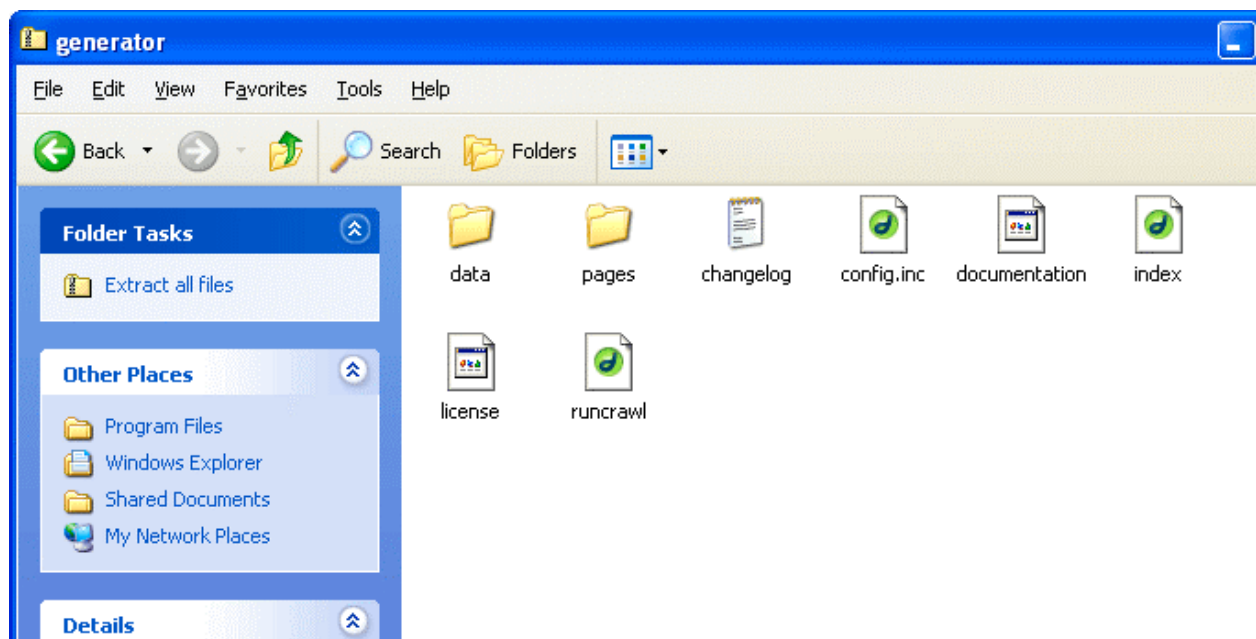 generator
File Edit View Favorites Tools Help
Back Search Folders
Folder Tasks
Extract all files
Other Places
Program Files
Windows Explorer
Shared Documents
My Network Places
Details
data pages changelog config.inc documentation index
license runcrawl